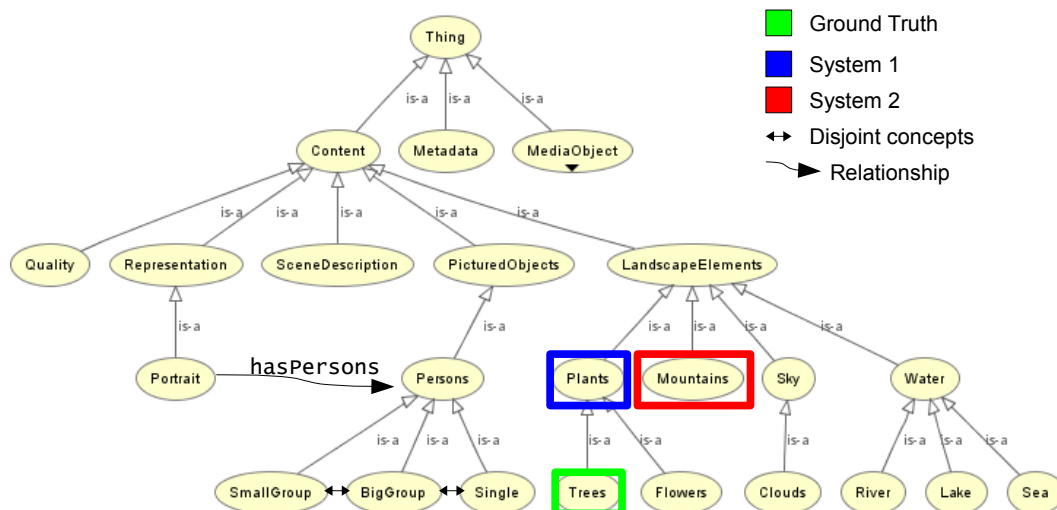 Thing
is-a is-a is-a
Content Metadata MediaObject
is-a is-a is-a is-a is-a
Quality Representation SceneDescription PicturedObjects LandscapeElements
is-a is-a is-a is-a is-a is-a
Portrait hasPersons Persons Plants Mountains Sky Water
is-a is-a is-a is-a is-a is-a is-a is-a is-a
SmallGroup BigGroup Single Trees Flowers Clouds River Lake Sea
Ground Truth
System 1
System 2
Disjoint concepts
Relationship